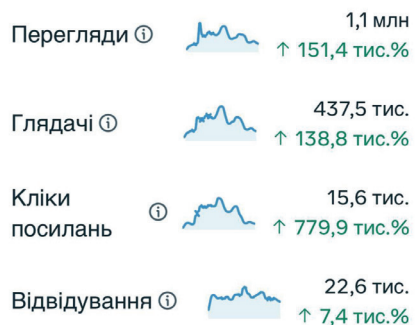 Перегляди
1,1 млн
↑ 151,4 тис.%
Глядачі
437,5 тис.
↑ 138,8 тис.%
Кліки
посилань
15,6 тис.
↑ 779,9 тис.%
Відвідування
22,6 тис.
↑ 7,4 тис.%